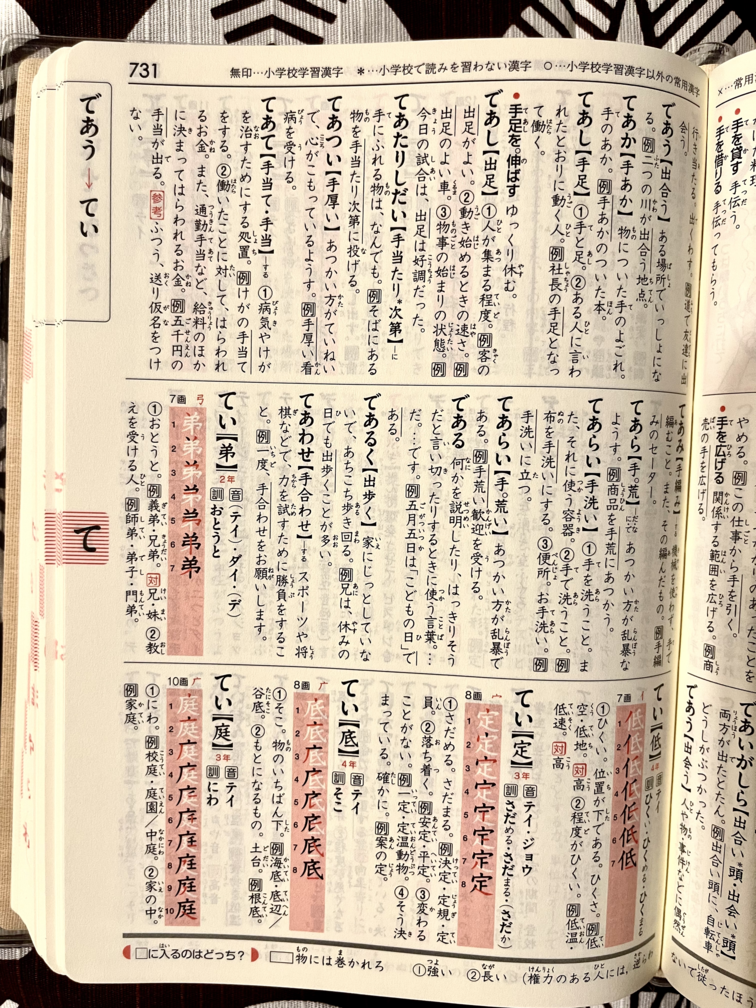 731
無印…小学校学習漢字　＊…小学校で読みを習わない漢字　○…小学校学習漢字以外の常用漢字
であう→てい
て
行き当たる。出くわす。例道で友達に出
会う。
であう【出合う】ある場所でいっしょにな
る。例二つの川が出合う地点。
てあか【手あか】物についた手のよごれ。
手のあか。例手あかのついた本。
てあし【手足】①手と足。②ある人に言わ
れたとおりに動く人。例社長の手足となっ
て働く。
●手足を伸ばす ゆっくり休む。
であし【出足】①人が集まる程度。例客の
出足がよい。②動き始めるときの速さ。例
出足のよい車。③物事の始まりの状態。例
今日の試合は、出足は好調だった。
てあたりしだい【手当たり＊次第】―に
手にふれる物は、なんでも。例そばにある
物を手当たり次第に投げる。
てあつい【手厚い】あつかい方がていねい
で、心がこもっているようす。例手厚い看
病を受ける。
てあて【手当て・手当】―する ①病気やけが
を治すためにする処置。例けがの手当て
をする。②働いたことに対して、はらわれ
るお金。また、通勤手当など、給料のほか
に決まってはらわれるお金。例五千円の
手当が出る。参考ふつう、送り仮名をつけ
ない。
てあみ【手編み】
編むこと。また、その編んだもの。例手編
みのセーター。
てあら【手○荒】だてな あつかい方が乱暴な
ようす。例商品を手荒にあつかう。
てあらい【手洗い】①手を洗うこと。ま
た、それに使う容器。②手で洗うこと。例
布を手洗いにする。③便所。お手洗い。例
手洗いに立つ。
てあらい【手○荒い】あつかい方が乱暴で
ある。例手荒い歓迎を受ける。
である 何かを説明したり、はっきりそう
だと言い切ったりするときに使う言葉。…
だ。…です。例五月五日は「こどもの日」で
ある。
であるく【出歩く】家にじっとしていな
いで、あちこち歩き回る。例兄は、休みの
日でも出歩くことが多い。
てあわせ【手合わせ】―する スポーツや将
棋などで、力を試すために勝負をするこ
と。例一度、手合わせをお願いします。
てい【弟】2年 音（テイ）・ダイ・（デ）
訓おとうと
7画 弓
弟弟弟弟弟弟弟
1 2 3 4 5 6 7
①おとうと。例義弟・兄弟。対兄・妹 ②教
えを受ける人。例師弟・弟子・門弟。
てい【低】4年 音テイ
訓ひくい・ひくめる・ひくまる
7画 イ
低低低低低低低
①ひくい。位置が下である。ひくさ。例低
空・低地。対高 ②程度がひくい。例低温・
低速。対高
てい【定】3年 音テイ・ジョウ
訓さだめる・さだまる・（さだか）
8画 宀
定定定定定定定定
①さだめる。さだまる。例決定・定規・定
員。②落ち着く。例安定・平定。③変わる
ことがない。例一定・定温動物。④そう決
まっている。確かに。例案の定。
てい【底】4年 音テイ
訓そこ
8画 广
底底底底底底底底
①そこ。物のいちばん下。例海底・底辺／
谷底。②もとになるもの。土台。例根底。
てい【庭】3年 音テイ
訓にわ
10画 广
庭庭庭庭庭庭庭庭庭庭
①にわ。例校庭・庭園／中庭。②家の中。
例家庭。
□に入るのはどっち？
□物には巻かれろ　①強い　②長い（権力のある人には、逆らわ
●手を貸す 手伝う。
●手を借りる 手伝ってもらう。
やめる。例この仕事から手を引く。
●手を広げる 関係する範囲を広げる。例商
売の手を広げる。
であいがしら【出合い＊頭・出会い＊頭】
両方が出たとたん。例出合い頭に、自転車
どうしがぶつかった。
であう【出会う】人や物・事件などに偶然